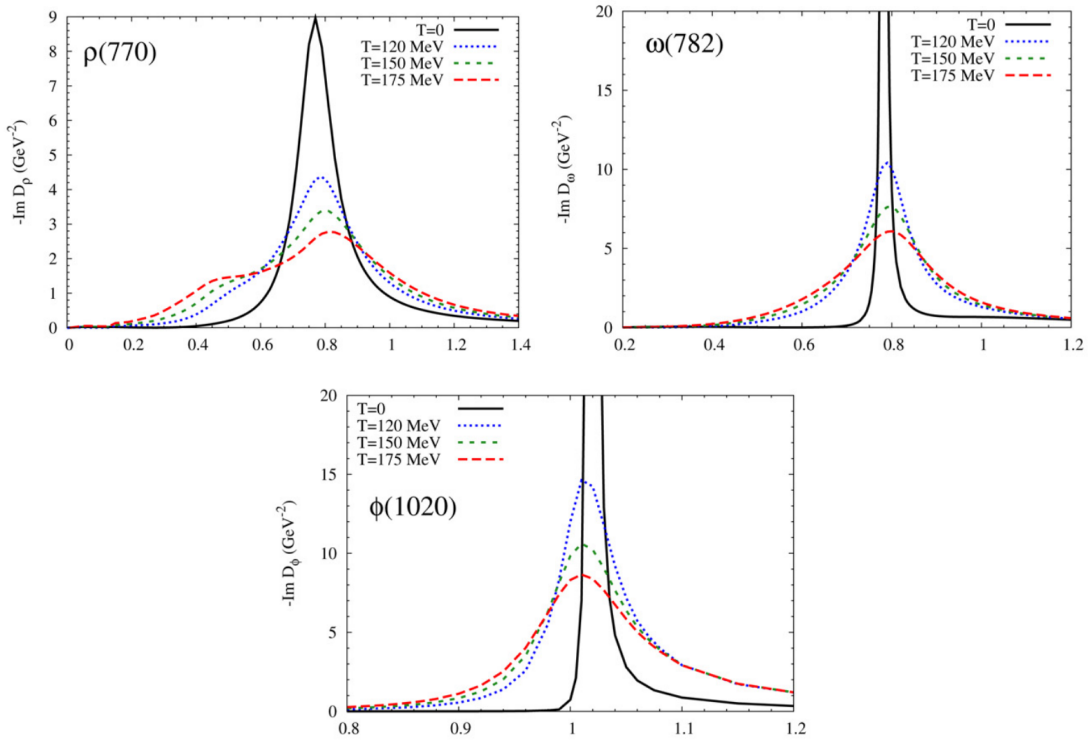 ρ(770)
T=0
T=120 MeV
T=150 MeV
T=175 MeV
-Im Dρ (GeV⁻²)
9
8
7
6
5
4
3
2
1
0
0 0.2 0.4 0.6 0.8 1 1.2 1.4
ω(782)
T=0
T=120 MeV
T=150 MeV
T=175 MeV
-Im Dω (GeV⁻²)
20
15
10
5
0
0.2 0.4 0.6 0.8 1 1.2
T=0
T=120 MeV
T=150 MeV
T=175 MeV
ϕ(1020)
-Im Dϕ (GeV⁻²)
20
15
10
5
0
0.8 0.9 1 1.1 1.2